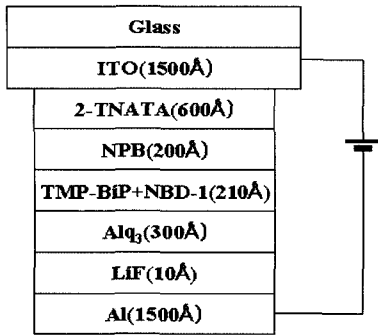 Glass
ITO(1500Å)
2-TNATA(600Å)
NPB(200Å)
TMP-BiP+NBD-1(210Å)
Alq₃(300Å)
LiF(10Å)
Al(1500Å)